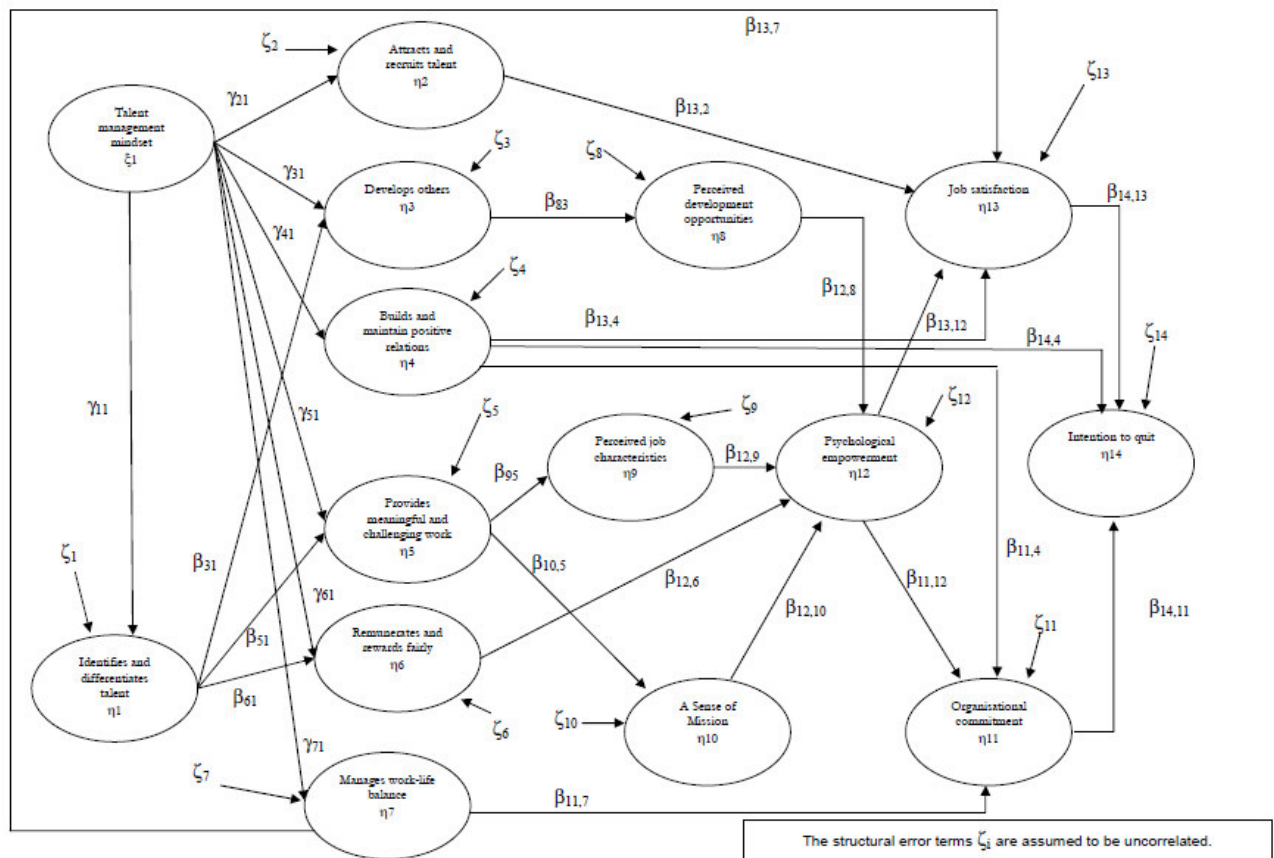 β13,7
ζ2
Attracts and
recruits talent
η2
ζ13
Talent
management
mindset
ξ1
γ21
β13,2
ζ3
ζ8
γ31
Develops others
η3
β83
Perceived
development
opportunities
η8
Job satisfaction
η13
β14,13
γ41
ζ4
β12,8
Builds and
maintain positive
relations
η4
β13,4
β13,12
β14,4
ζ14
γ11
γ51
ζ5
ζ9
ζ12
Perceived job
characteristics
η9
β12,9
Psychological
empowerment
η12
Intention to quit
η14
β95
Provides
meaningful and
challenging work
η5
ζ1
β31
β10,5
β12,6
β11,4
β11,12
γ61
β12,10
β14,11
β51
Remunerates and
rewards fairly
η6
ζ11
Identifies and
differentiates
talent
η1
β61
ζ6
ζ10
A Sense of
Mission
η10
Organisational
commitment
η11
γ71
ζ7
Manages work-life
balance
η7
β11,7
The structural error terms ζi are assumed to be uncorrelated.